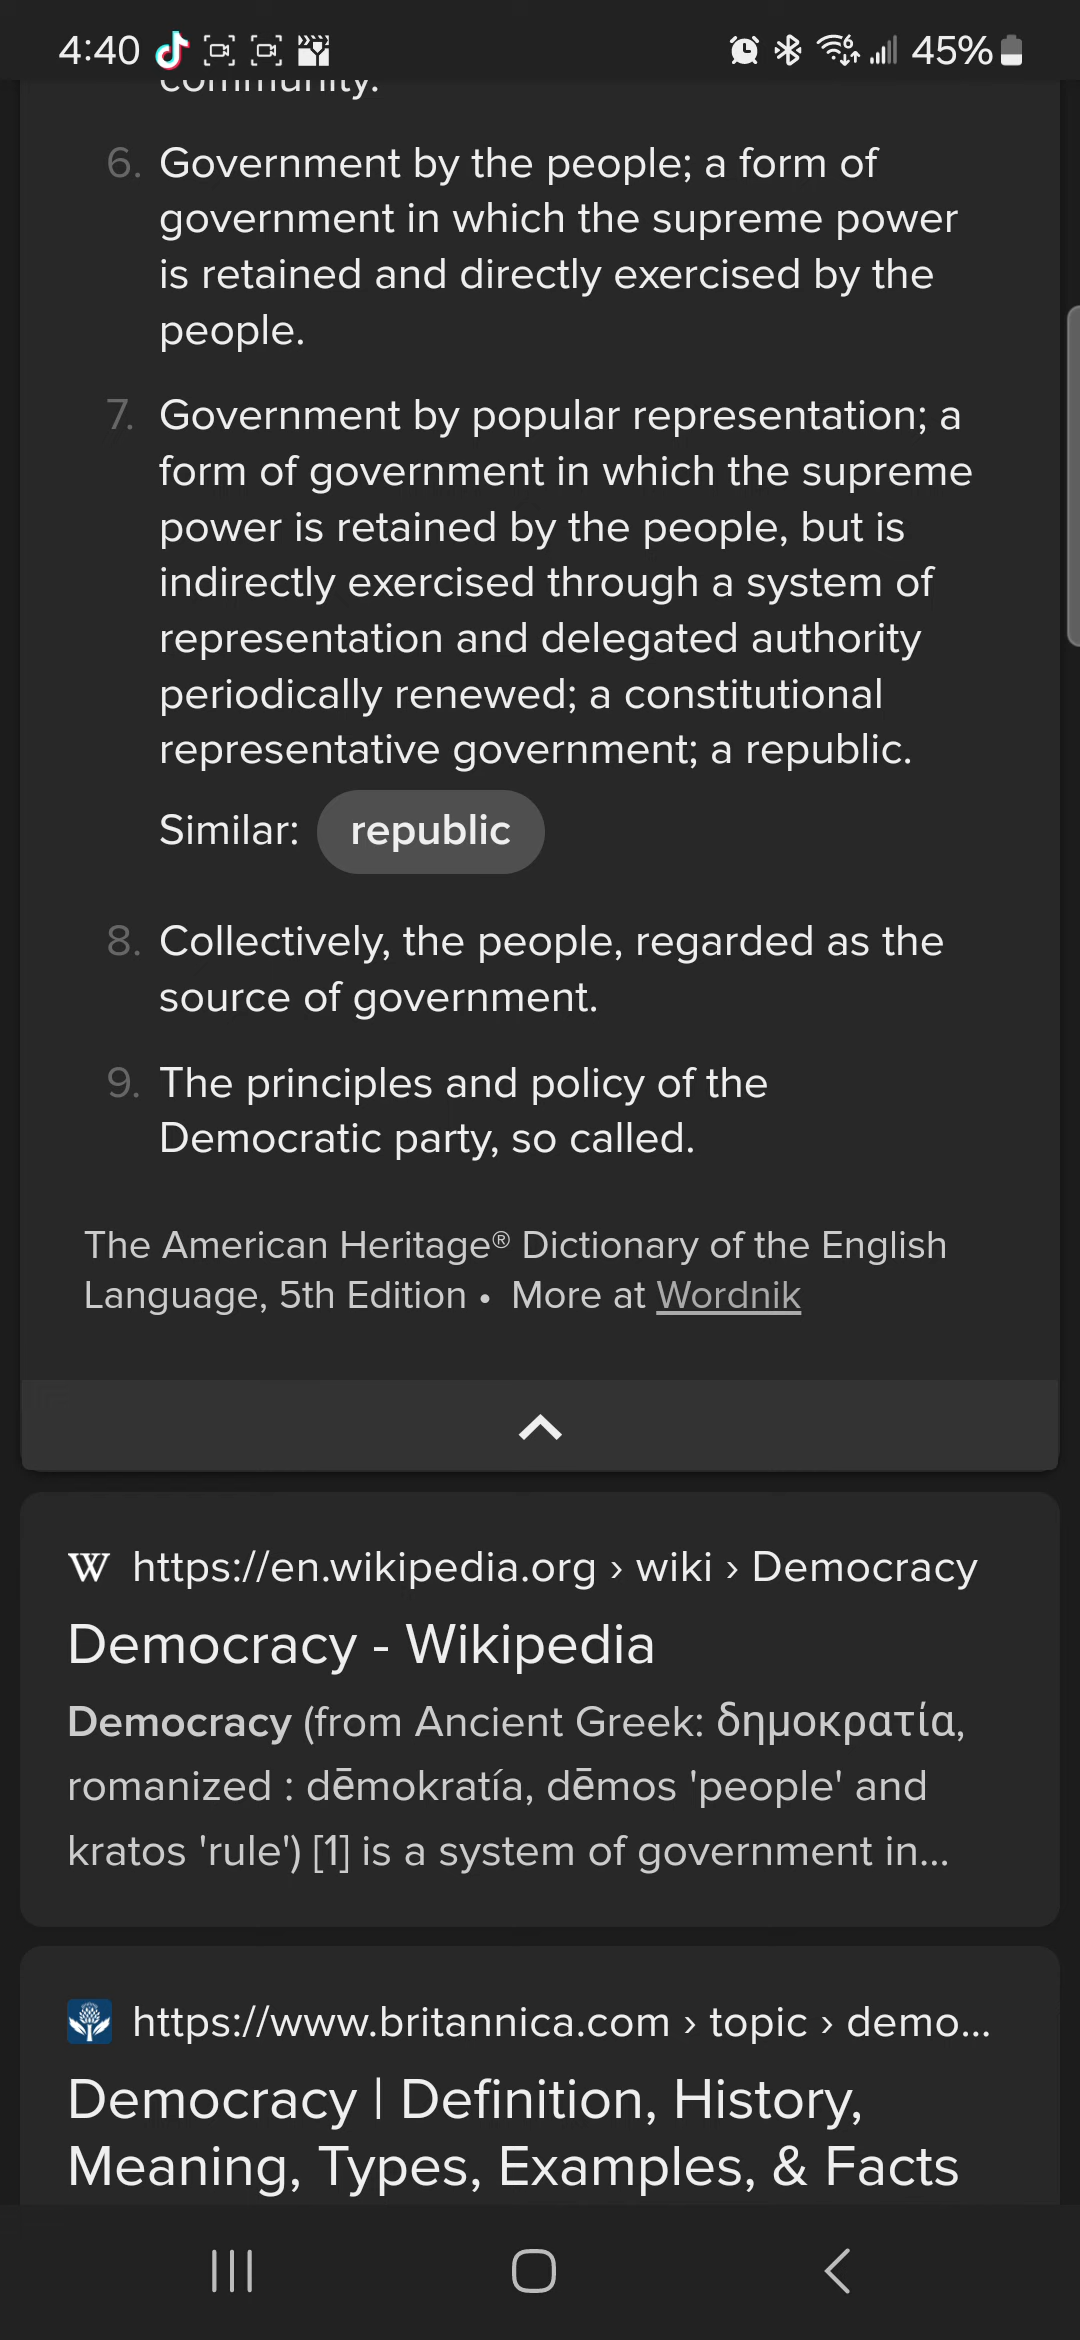 4:40 6 45%
community.
6. Government by the people; a form of
government in which the supreme power
is retained and directly exercised by the
people.
7. Government by popular representation; a
form of government in which the supreme
power is retained by the people, but is
indirectly exercised through a system of
representation and delegated authority
periodically renewed; a constitutional
representative government; a republic.
Similar: republic
8. Collectively, the people, regarded as the
source of government.
9. The principles and policy of the
Democratic party, so called.
The American Heritage® Dictionary of the English
Language, 5th Edition • More at Wordnik
W https://en.wikipedia.org › wiki › Democracy
Democracy - Wikipedia
Democracy (from Ancient Greek: δημοκρατία,
romanized : dēmokratía, dēmos 'people' and
kratos 'rule') [1] is a system of government in...
https://www.britannica.com › topic › demo...
Democracy | Definition, History,
Meaning, Types, Examples, & Facts